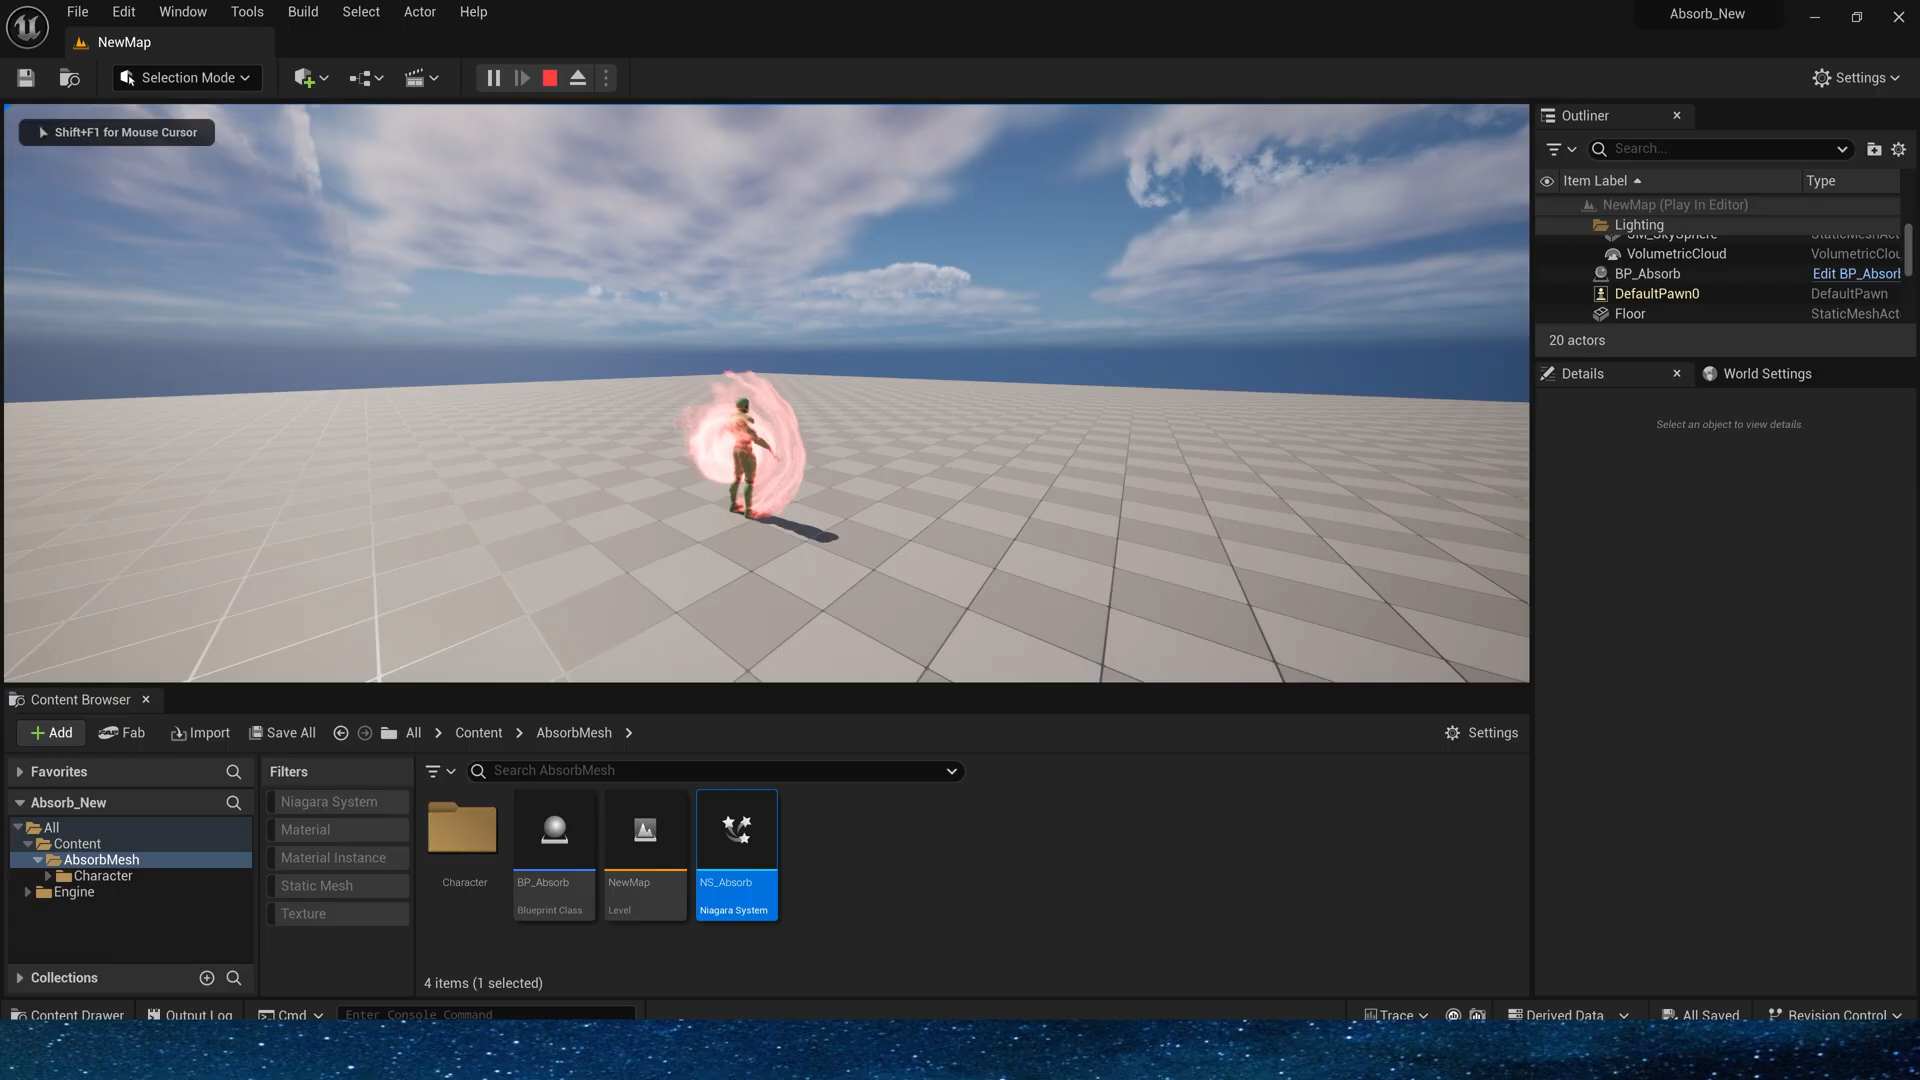 File Edit Window Tools Build Select Actor Help
Absorb_New
NewMap
Selection Mode
Settings
Shift+F1 for Mouse Cursor
Outliner
Search...
Item Label Type
NewMap (Play In Editor)
Lighting
SM_SkySphere StaticMeshAct
VolumetricCloud VolumetricClou
BP_Absorb Edit BP_Absorb
DefaultPawn0 DefaultPawn
Floor StaticMeshAct
20 actors
Details World Settings
Select an object to view details.
Content Browser
Add Fab Import Save All All Content AbsorbMesh Settings
Favorites
Filters
Search AbsorbMesh
Absorb_New
All
Content
AbsorbMesh
Character
Engine
Niagara System
Material
Material Instance
Static Mesh
Texture
Character
BP_Absorb
Blueprint Class
NewMap
Level
NS_Absorb
Niagara System
Collections
4 items (1 selected)
Content Drawer Output Log Cmd Enter Console Command Trace Derived Data All Saved Revision Control